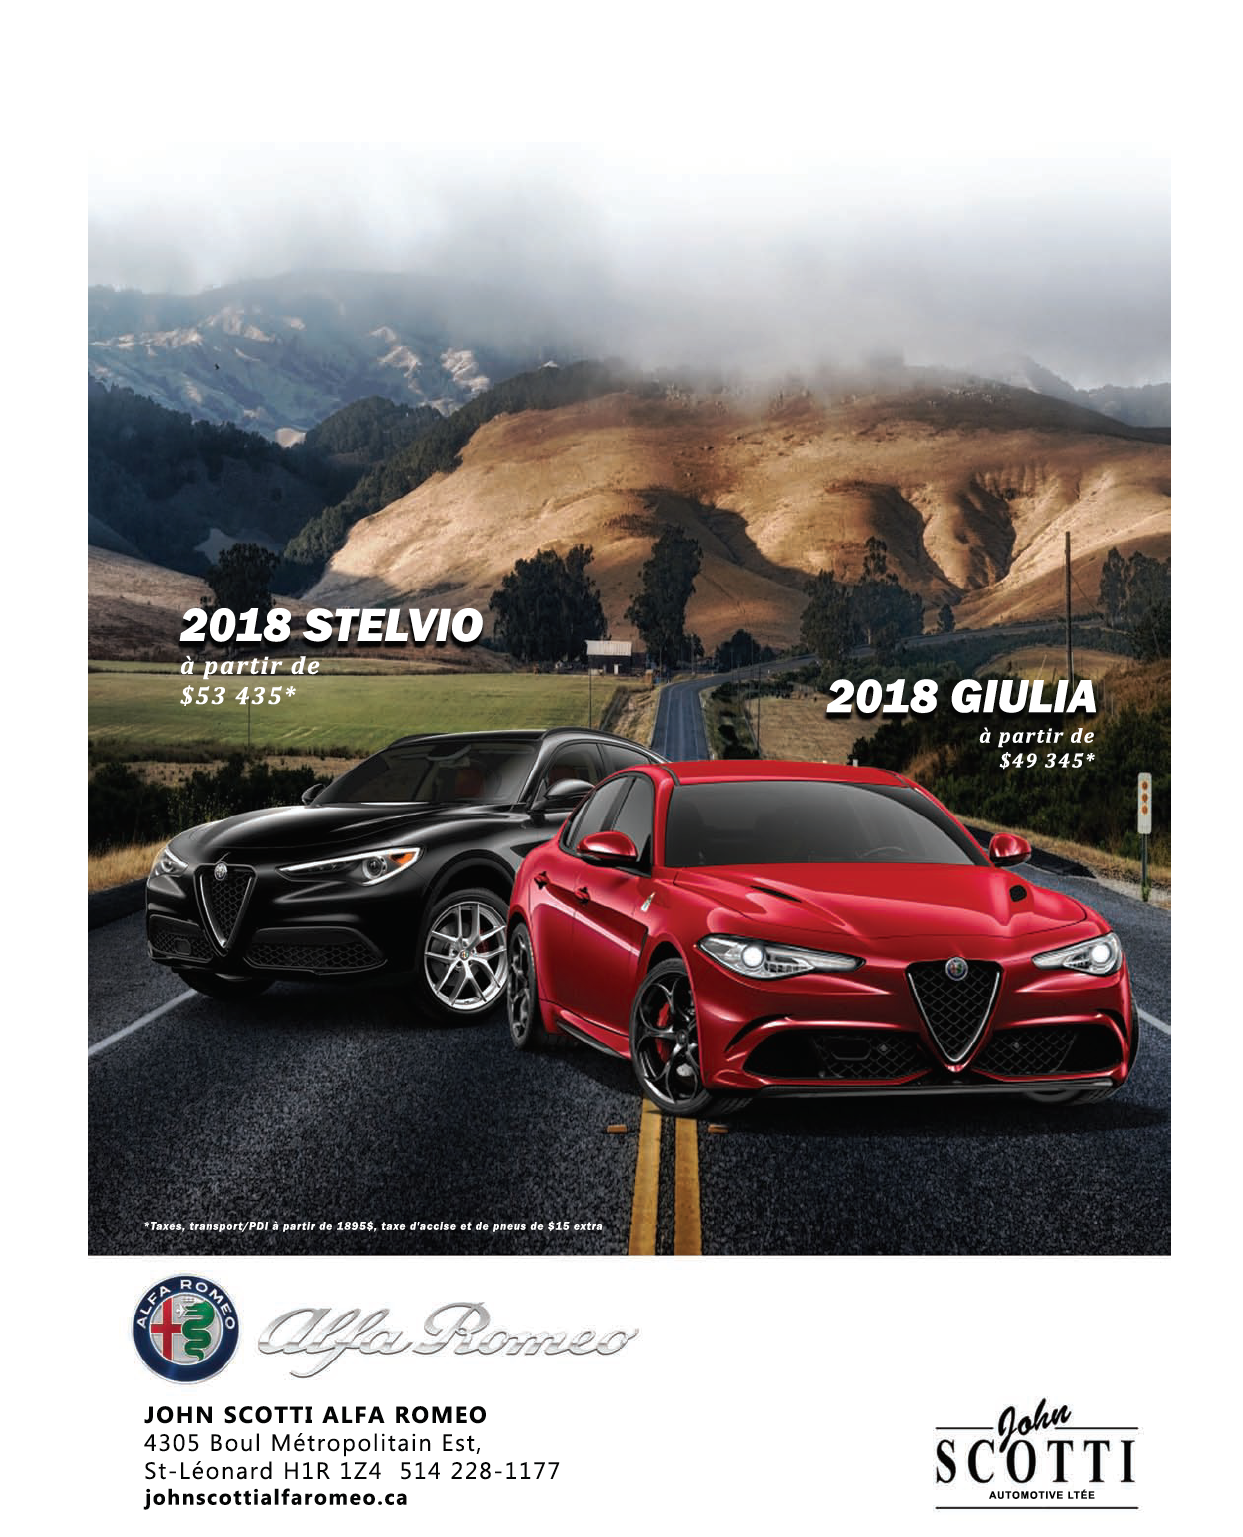 2018 STELVIO
à partir de
$53 435*
2018 GIULIA
à partir de
$49 345*
*Taxes, transport/PDI à partir de 1895$, taxe d'accise et de pneus de $15 extra
ALFA ROMEO
Alfa Romeo
JOHN SCOTTI ALFA ROMEO
4305 Boul Métropolitain Est,
St-Léonard H1R 1Z4 514 228-1177
johnscottialfaromeo.ca
John
SCOTTI
AUTOMOTIVE LTÉE